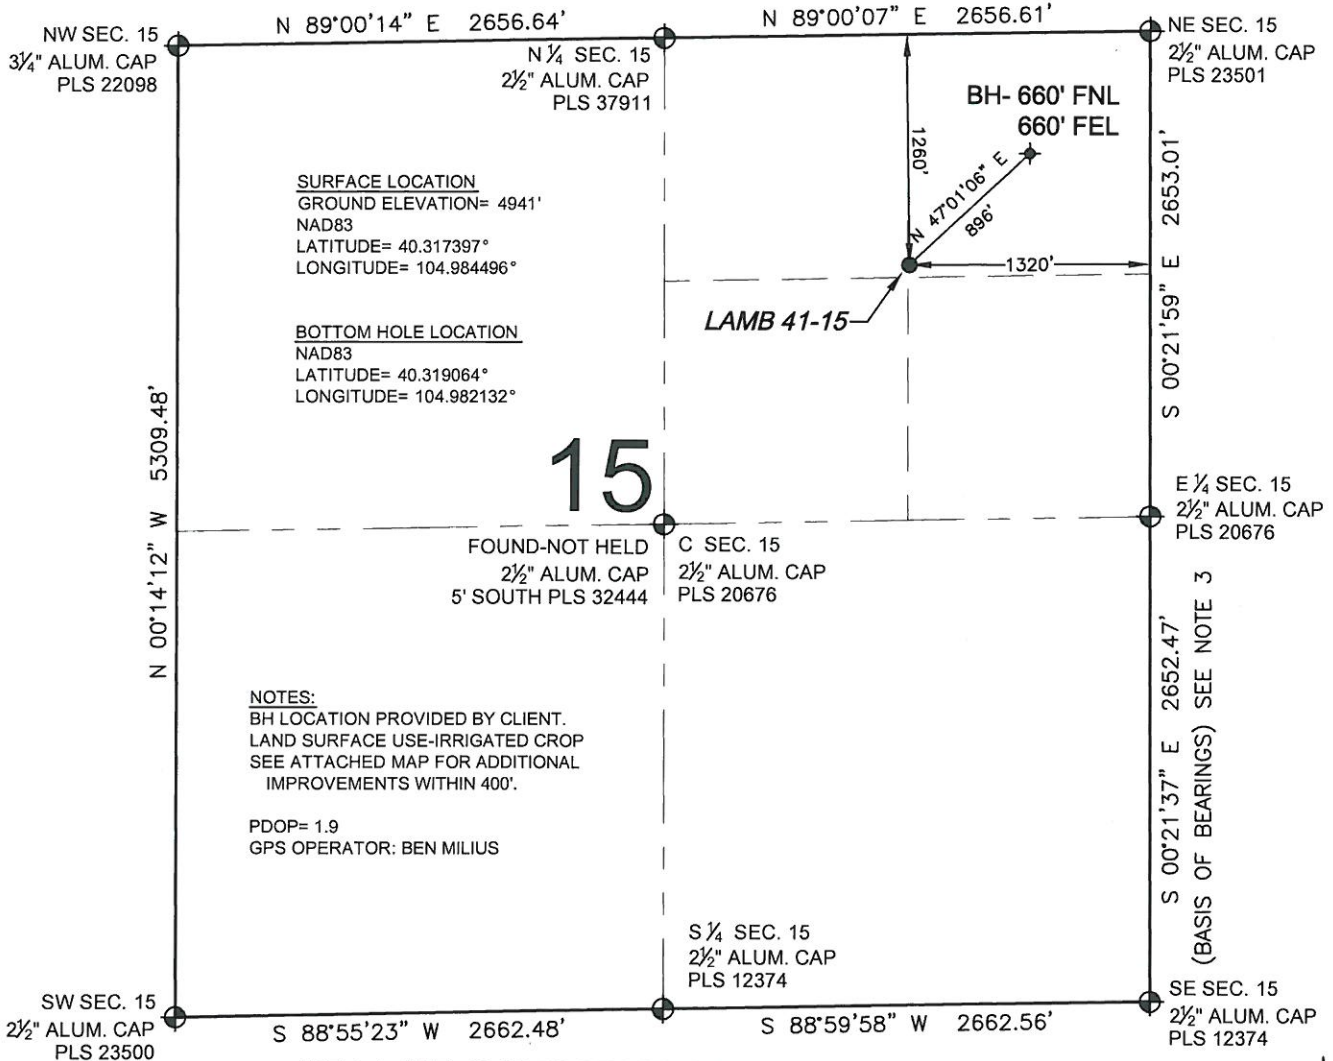 N 89°00'14" E 2656.64'
N 89°00'07" E 2656.61'
NW SEC. 15
3¼" ALUM. CAP
PLS 22098
N ¼ SEC. 15
2½" ALUM. CAP
PLS 37911
NE SEC. 15
2½" ALUM. CAP
PLS 23501
BH- 660' FNL
660' FEL
1260'
N 47°01'06" E
896'
1320'
LAMB 41-15
S 00°21'59" E 2653.01'
SURFACE LOCATION
GROUND ELEVATION= 4941'
NAD83
LATITUDE= 40.317397°
LONGITUDE= 104.984496°
BOTTOM HOLE LOCATION
NAD83
LATITUDE= 40.319064°
LONGITUDE= 104.982132°
N 00°14'12" W 5309.48'
15
E ¼ SEC. 15
2½" ALUM. CAP
PLS 20676
FOUND-NOT HELD
2½" ALUM. CAP
5' SOUTH PLS 32444
C SEC. 15
2½" ALUM. CAP
PLS 20676
S 00°21'37" E 2652.47'
(BASIS OF BEARINGS) SEE NOTE 3
NOTES:
BH LOCATION PROVIDED BY CLIENT.
LAND SURFACE USE-IRRIGATED CROP
SEE ATTACHED MAP FOR ADDITIONAL
IMPROVEMENTS WITHIN 400'.
PDOP= 1.9
GPS OPERATOR: BEN MILIUS
S ¼ SEC. 15
2½" ALUM. CAP
PLS 12374
SW SEC. 15
2½" ALUM. CAP
PLS 23500
S 88°55'23" W 2662.48'
S 88°59'58" W 2662.56'
SE SEC. 15
2½" ALUM. CAP
PLS 12374